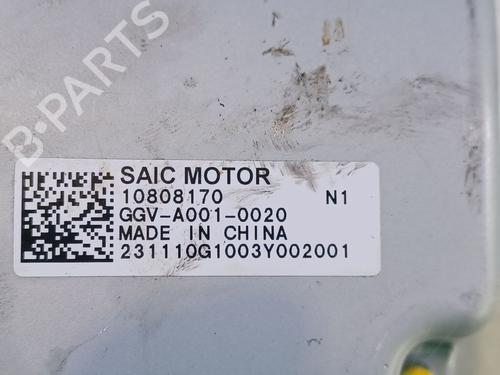 B-PARTS
SAIC MOTOR
10808170 N1
GGV-A001-0020
MADE IN CHINA
231110G1003Y002001